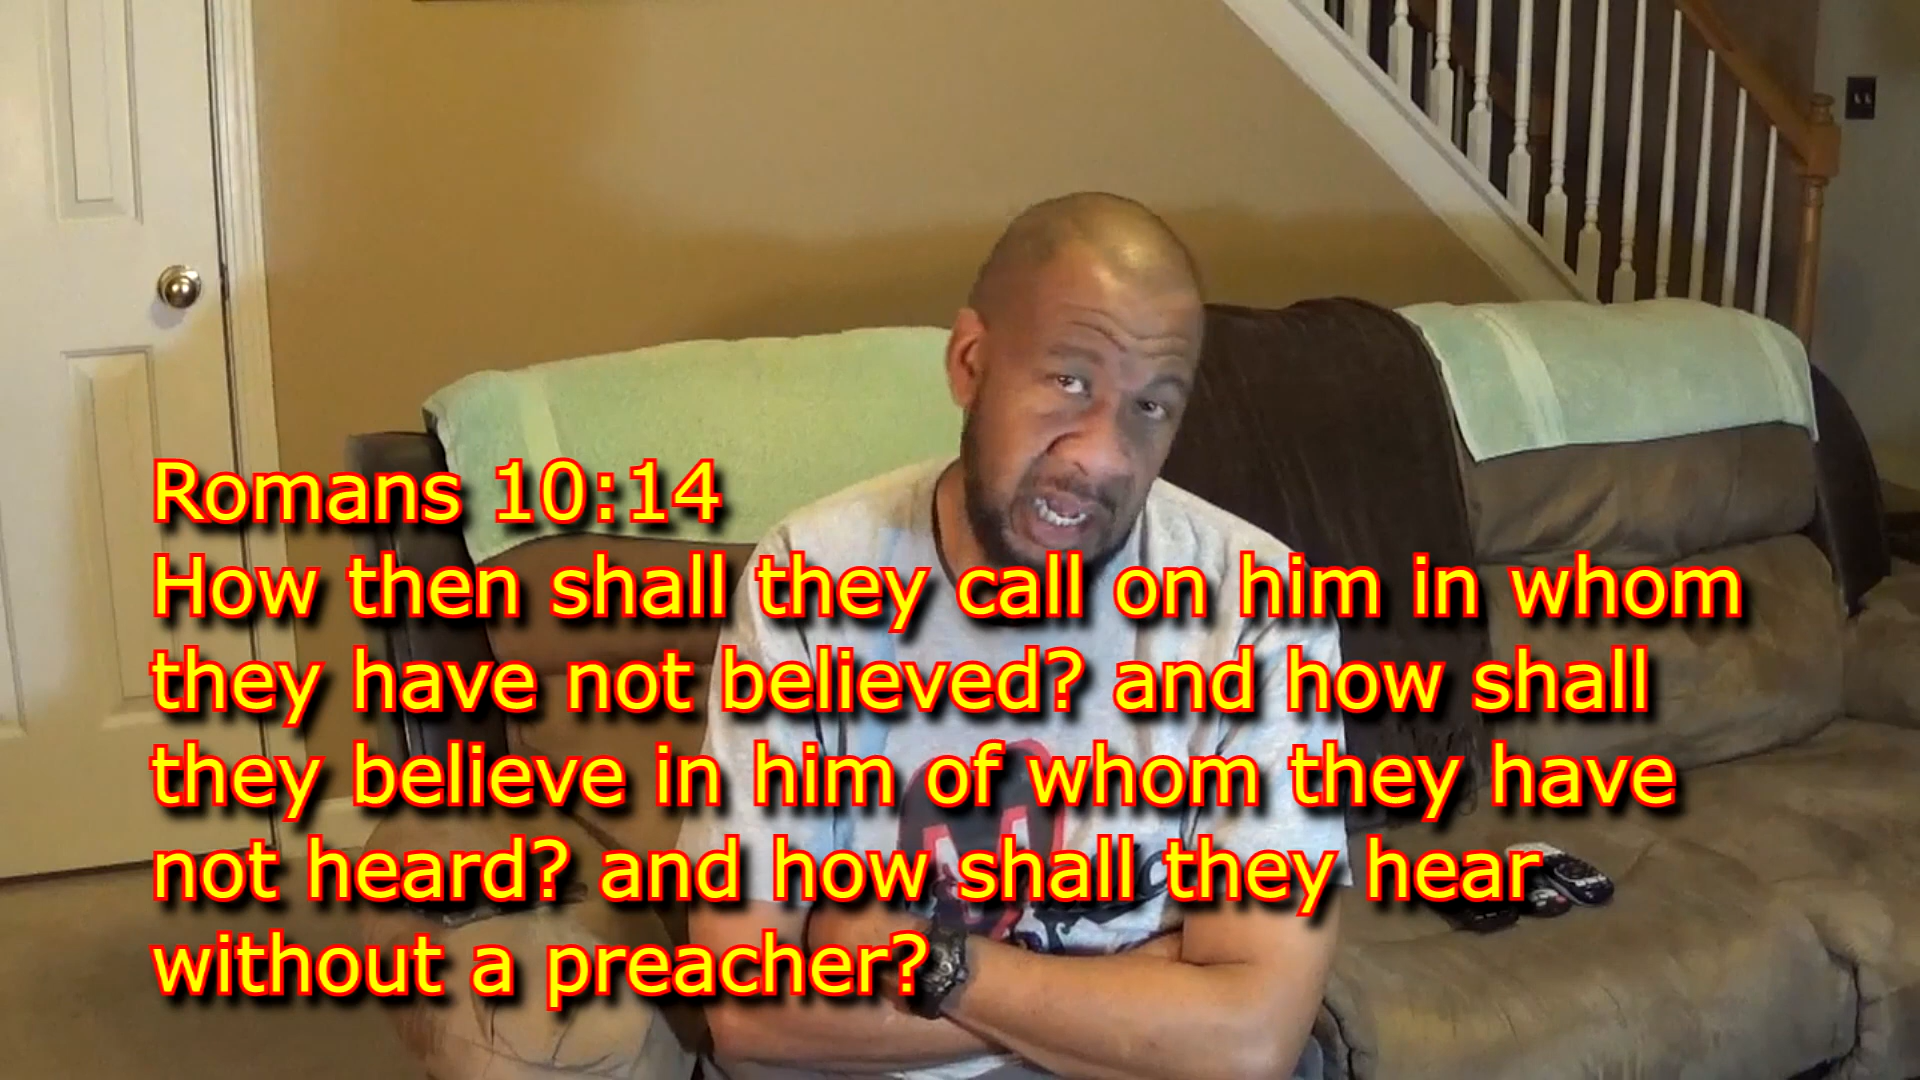 Romans 10:14
How then shall they call on him in whom
they have not believed? and how shall
they believe in him of whom they have
not heard? and how shall they hear
without a preacher?